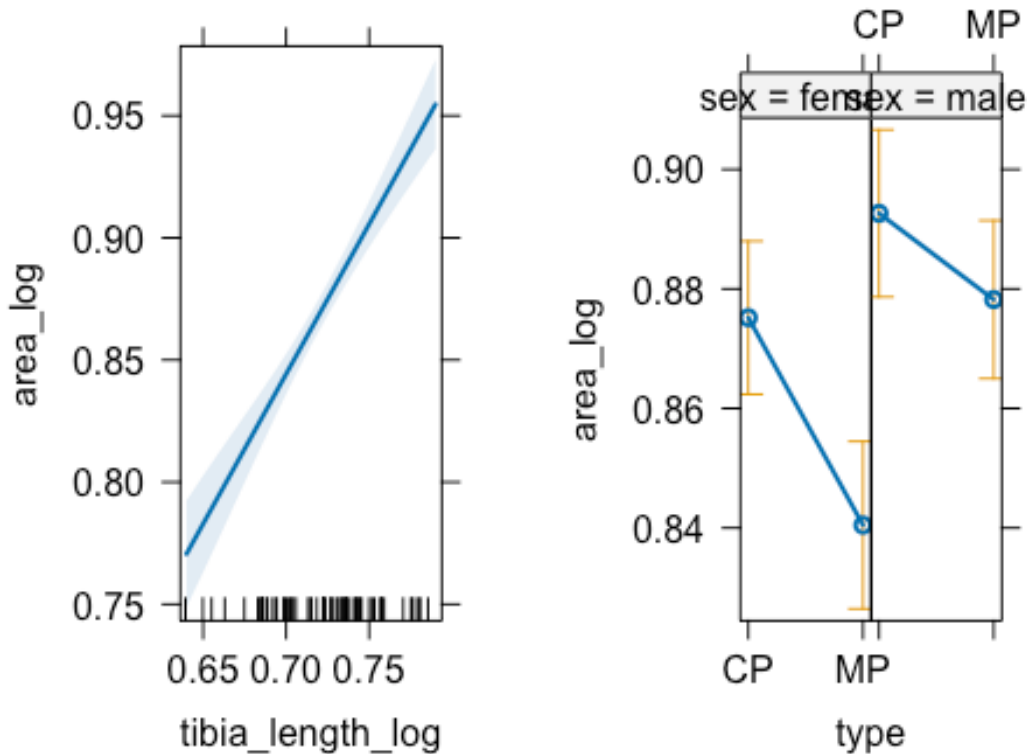 area_log
0.95
0.90
0.85
0.80
0.75
0.65 0.70 0.75
tibia_length_log
CP MP
sex = fema
sex = male
area_log
0.90
0.88
0.86
0.84
CP MP
type